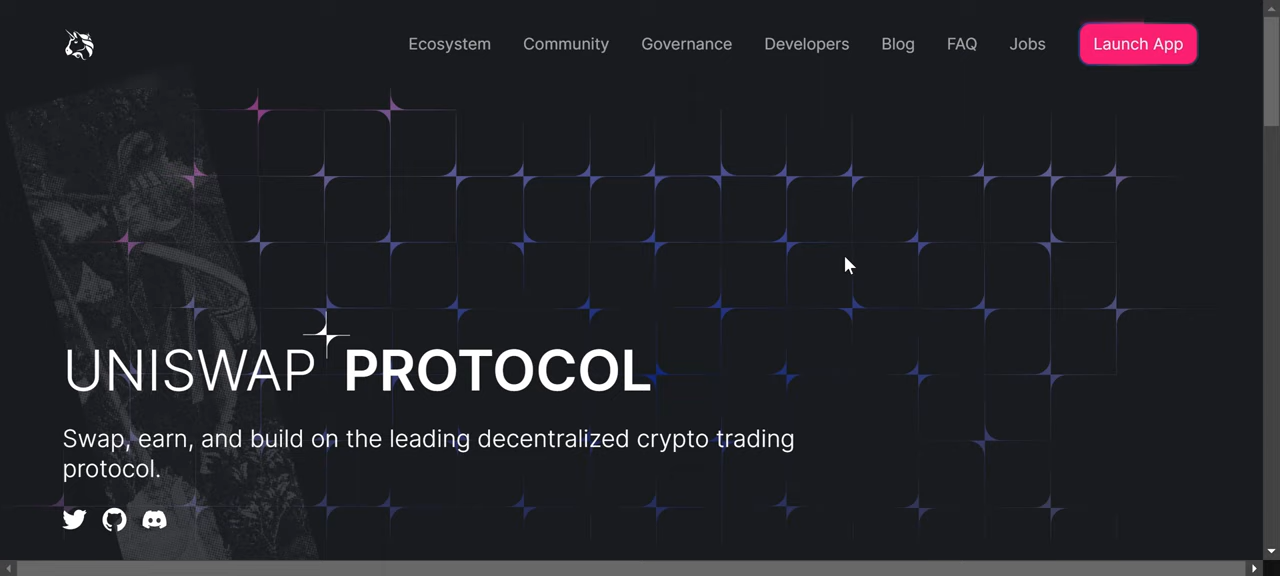 Ecosystem Community Governance Developers Blog FAQ Jobs Launch App
UNISWAP PROTOCOL
Swap, earn, and build on the leading decentralized crypto trading
protocol.